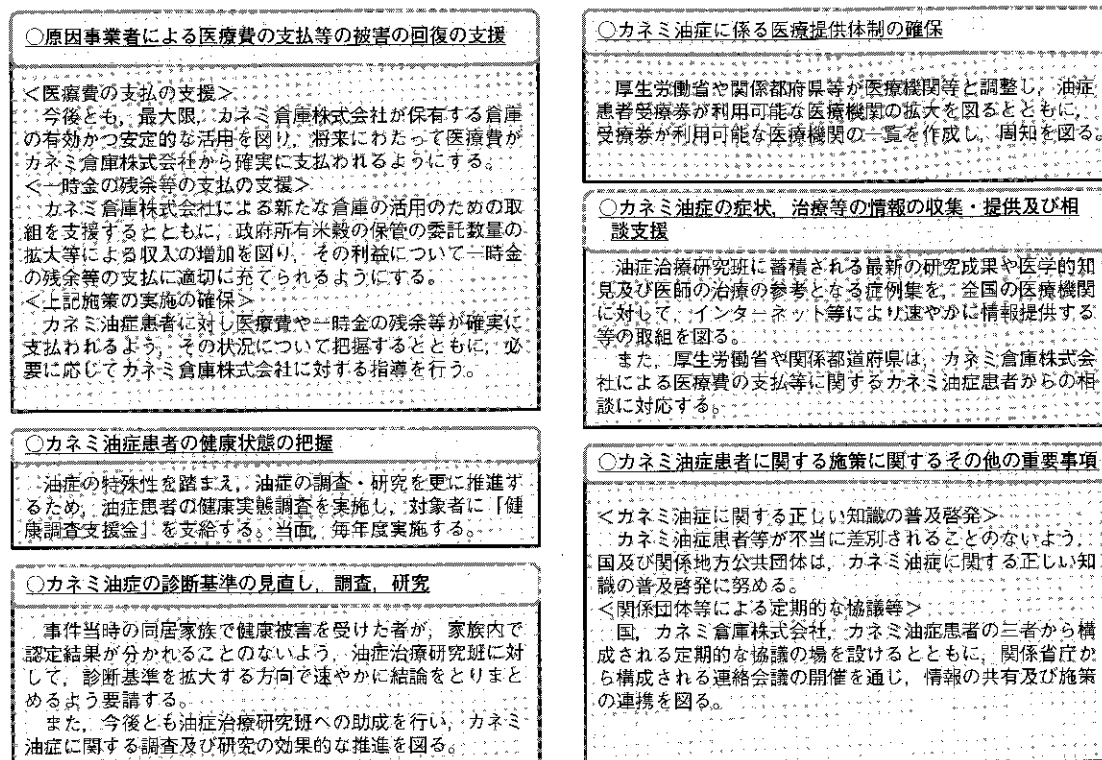 ○原因事業者による医療費の支払等の被害の回復の支援
＜医療費の支払の支援＞
今後とも，最大限，カネミ倉庫株式会社が保有する倉庫
の有効かつ安定的な活用を図り，将来にわたって医療費が
カネミ倉庫株式会社から確実に支払われるようにする。
＜一時金の残余等の支払の支援＞
カネミ倉庫株式会社による新たな倉庫の活用のための取
組を支援するとともに，政府所有米穀の保管の委託数量の
拡大等による収入の増加を図り，その利益について一時金
の残余等の支払に適切に充てられるようにする。
＜上記施策の実施の確保＞
カネミ油症患者に対し医療費や一時金の残余等が確実に
支払われるよう，その状況について把握するとともに，必
要に応じてカネミ倉庫株式会社に対する指導を行う。
○カネミ油症患者の健康状態の把握
油症の特殊性を踏まえ，油症の調査・研究を更に推進す
るため，油症患者の健康実態調査を実施し，対象者に「健
康調査支援金」を支給する。当面，毎年度実施する。
○カネミ油症の診断基準の見直し，調査，研究
事件当時の同居家族で健康被害を受けた者が，家族内で
認定結果が分かれることのないよう，油症治療研究班に対
して，診断基準を拡大する方向で速やかに結論をとりまと
めるよう要請する。
また，今後とも油症治療研究班への助成を行い，カネミ
油症に関する調査及び研究の効果的な推進を図る。
○カネミ油症に係る医療提供体制の確保
厚生労働省や関係都府県等が医療機関等と調整し，油症
患者受療券が利用可能な医療機関の拡大を図るとともに，
受療券が利用可能な医療機関の一覧を作成し，周知を図る。
○カネミ油症の症状，治療等の情報の収集・提供及び相
談支援
油症治療研究班に蓄積される最新の研究成果や医学的知
見及び医師の治療の参考となる症例集を，全国の医療機関
に対して，インターネット等により速やかに情報提供する
等の取組を図る。
また，厚生労働省や関係都道府県は，カネミ倉庫株式会
社による医療費の支払等に関するカネミ油症患者からの相
談に対応する。
○カネミ油症患者に関する施策に関するその他の重要事項
＜カネミ油症に関する正しい知識の普及啓発＞
カネミ油症患者等が不当に差別されることのないよう，
国及び関係地方公共団体は，カネミ油症に関する正しい知
識の普及啓発に努める。
＜関係団体等による定期的な協議等＞
国，カネミ倉庫株式会社，カネミ油症患者の三者から構
成される定期的な協議の場を設けるとともに，関係省庁か
ら構成される連絡会議の開催を通じ，情報の共有及び施策
の連携を図る。